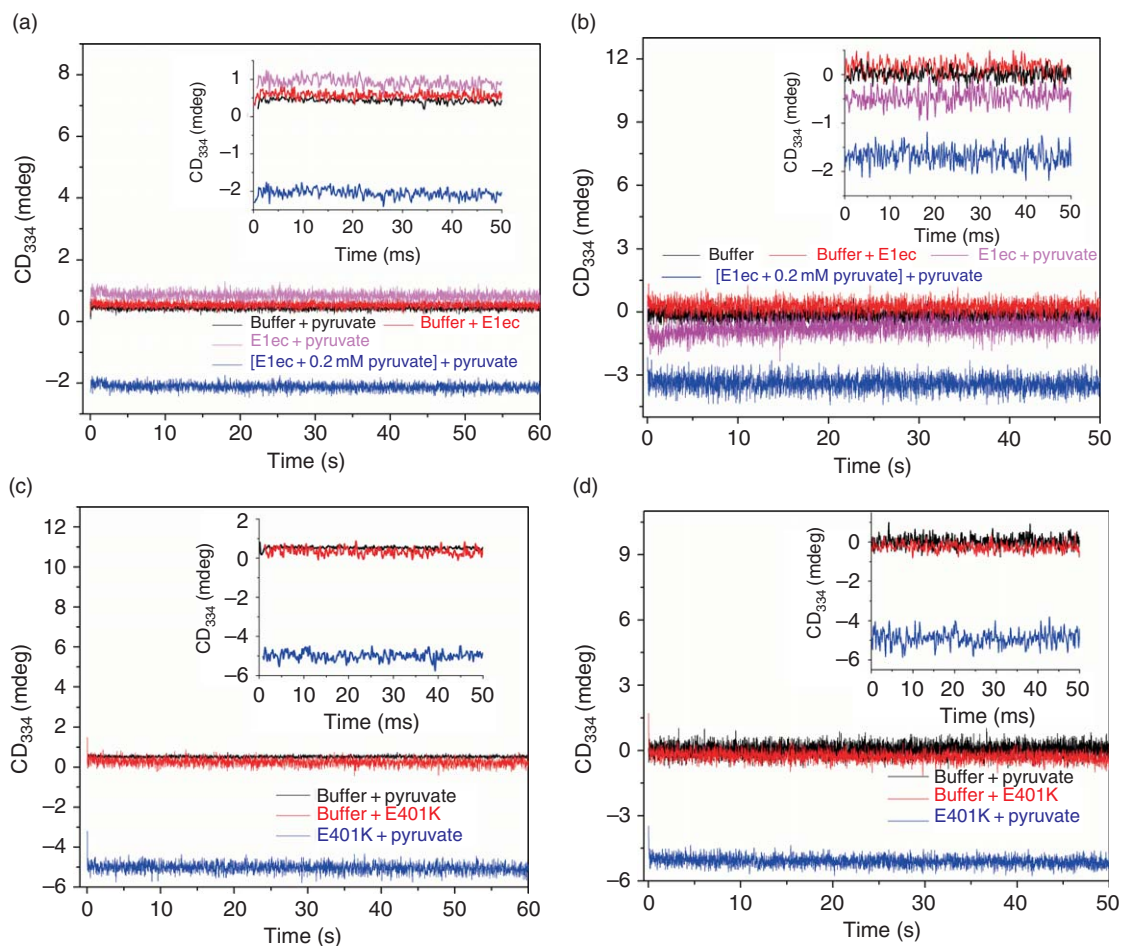 (a)
8
6
4
2
0
−2
CD334 (mdeg)
0 10 20 30 40 50 60
Time (s)
1
0
−1
−2
CD334 (mdeg)
0 10 20 30 40 50
Time (ms)
Buffer + pyruvate Buffer + E1ec
E1ec + pyruvate
[E1ec + 0.2 mM pyruvate] + pyruvate
(b)
12
9
6
3
0
−3
CD334 (mdeg)
0 10 20 30 40 50
Time (s)
0
−1
−2
CD334 (mdeg)
0 10 20 30 40 50
Time (ms)
Buffer Buffer + E1ec E1ec + pyruvate
[E1ec + 0.2 mM pyruvate] + pyruvate
(c)
12
10
8
6
4
2
0
−2
−4
−6
CD334 (mdeg)
0 10 20 30 40 50 60
Time (s)
2
0
−2
−4
−6
CD334 (mdeg)
0 10 20 30 40 50
Time (ms)
Buffer + pyruvate
Buffer + E401K
E401K + pyruvate
(d)
9
6
3
0
−3
−6
CD334 (mdeg)
0 10 20 30 40 50
Time (s)
0
−2
−4
−6
CD334 (mdeg)
0 10 20 30 40 50
Time (ms)
Buffer + pyruvate
Buffer + E401K
E401K + pyruvate